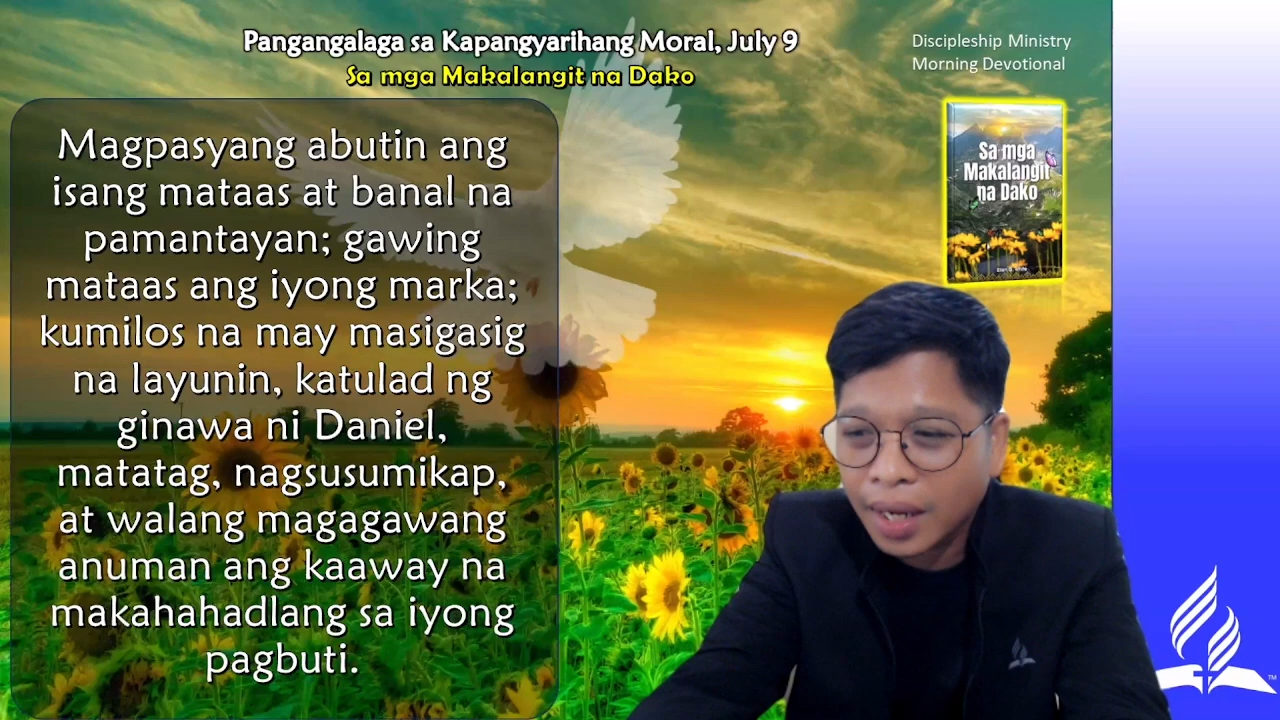 Pangangalaga sa Kapangyarihang Moral, July 9
Sa mga Makalangit na Dako
Discipleship Ministry
Morning Devotional
Sa mga
Makalangit
na Dako
Ellen G. White
Magpasyang abutin ang
isang mataas at banal na
pamantayan; gawing
mataas ang iyong marka;
kumilos na may masigasig
na layunin, katulad ng
ginawa ni Daniel,
matatag, nagsusumikap,
at walang magagawang
anuman ang kaaway na
makahahadlang sa iyong
pagbuti.
TM